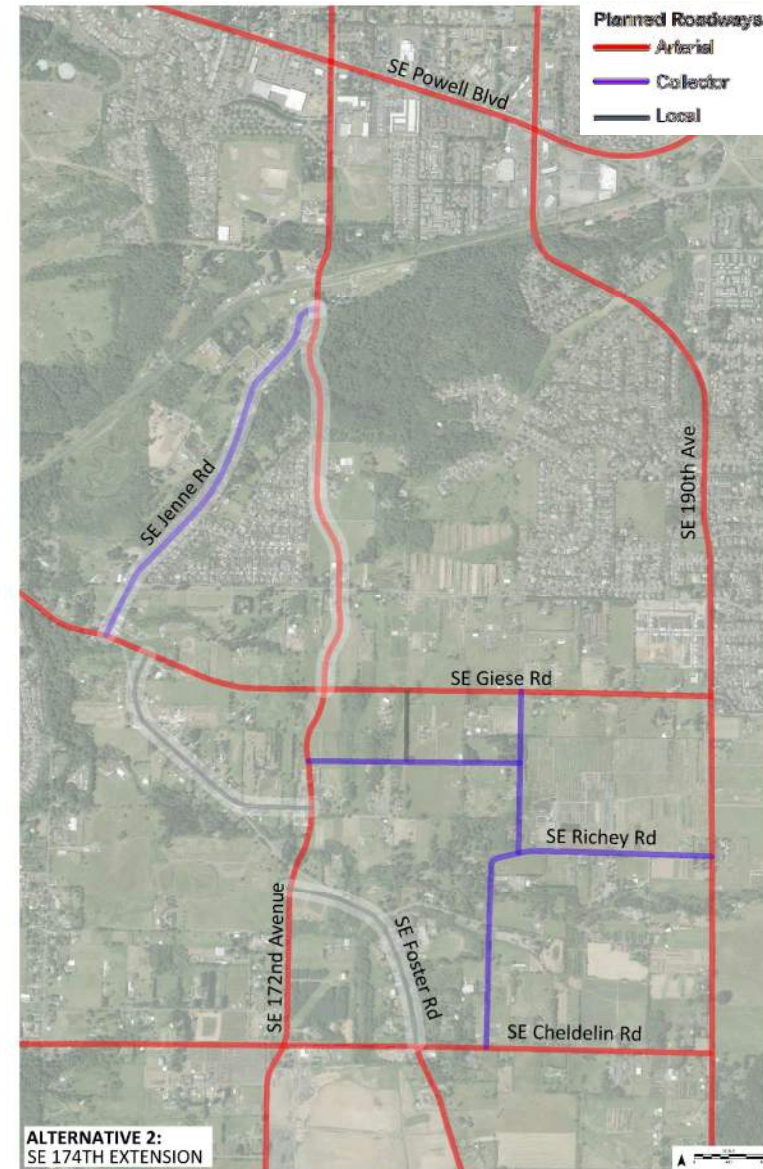 Planned Roadways
Arterial
Collector
Local
SE Powell Blvd
SE Jenne Rd
SE 190th Ave
SE Giese Rd
SE Richey Rd
SE 172nd Avenue
SE Foster Rd
SE Cheldelin Rd
ALTERNATIVE 2:
SE 174TH EXTENSION